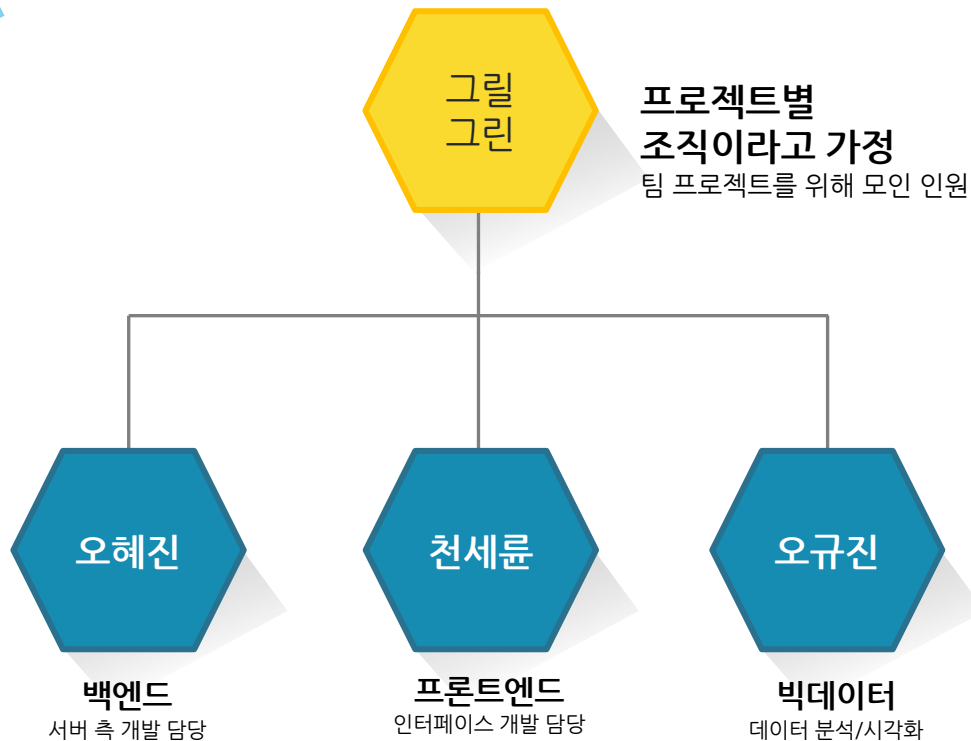 그릴
그린
프로젝트별
조직이라고 가정
팀 프로젝트를 위해 모인 인원
오혜진
천세륜
오규진
백엔드
서버 측 개발 담당
프론트엔드
인터페이스 개발 담당
빅데이터
데이터 분석/시각화